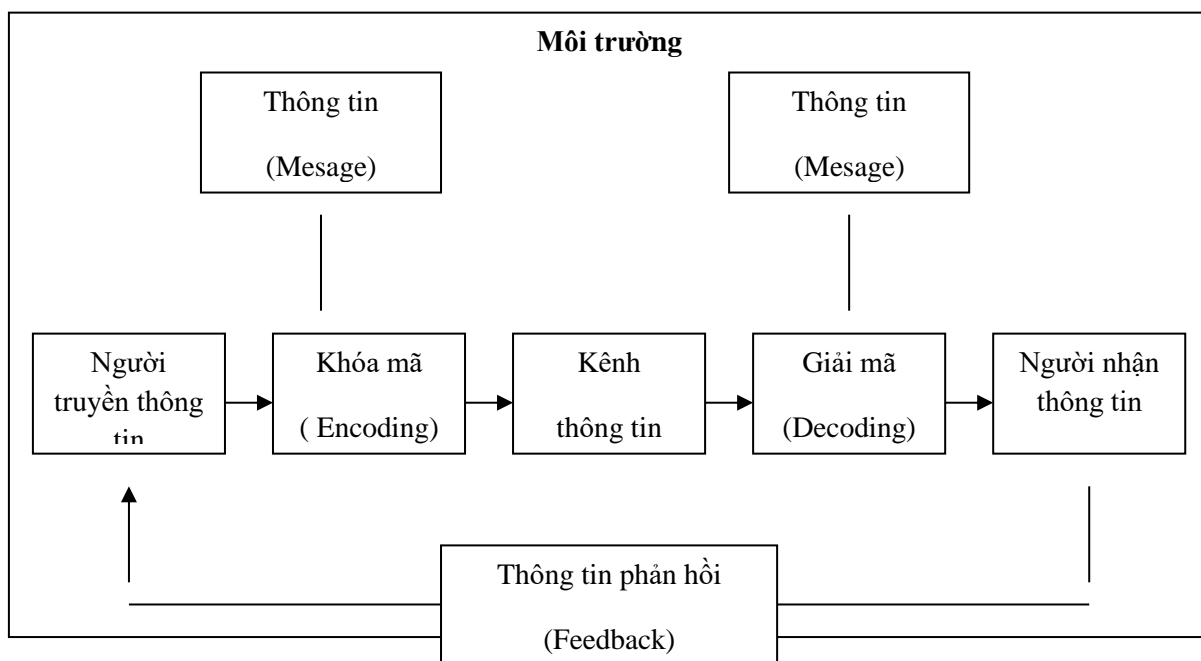 Môi trường
Thông tin
(Mesage)
Thông tin
(Mesage)
Người
truyền thông
tin
Khóa mã
( Encoding)
Kênh
thông tin
Giải mã
(Decoding)
Người nhận
thông tin
Thông tin phản hồi
(Feedback)